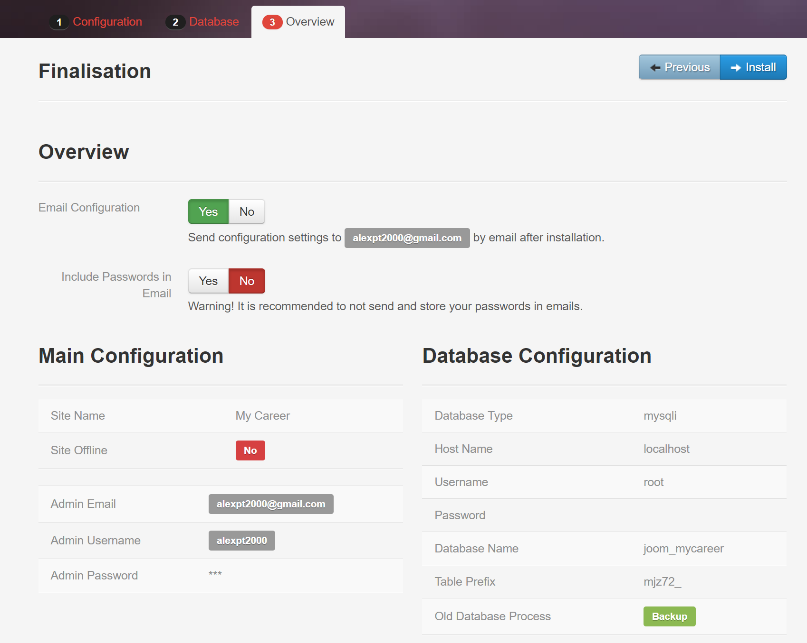 1 Configuration 2 Database 3 Overview
Finalisation
Previous Install
Overview
Email Configuration
Yes No
Send configuration settings to alexpt2000@gmail.com by email after installation.
Include Passwords in
Email
Yes No
Warning! It is recommended to not send and store your passwords in emails.
Main Configuration
Site Name My Career
Site Offline No
Admin Email alexpt2000@gmail.com
Admin Username alexpt2000
Admin Password ***
Database Configuration
Database Type mysqli
Host Name localhost
Username root
Password
Database Name joom_mycareer
Table Prefix mjz72_
Old Database Process Backup